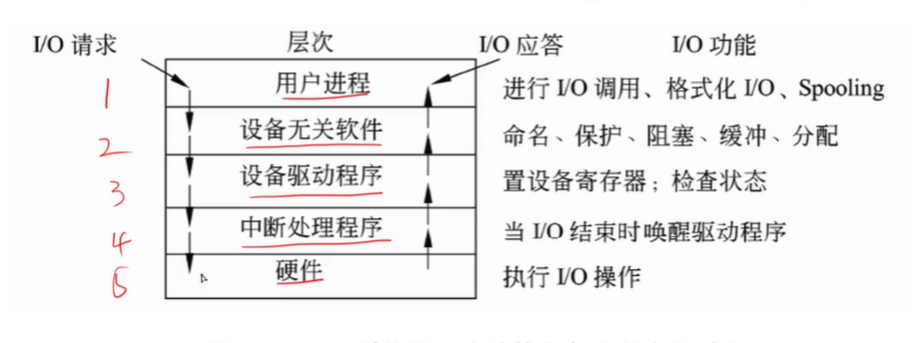 I/O 请求 层次 I/O 应答 I/O 功能
1 用户进程 进行 I/O 调用、格式化 I/O、Spooling
2 设备无关软件 命名、保护、阻塞、缓冲、分配
3 设备驱动程序 置设备寄存器；检查状态
4 中断处理程序 当 I/O 结束时唤醒驱动程序
5 硬件 执行 I/O 操作